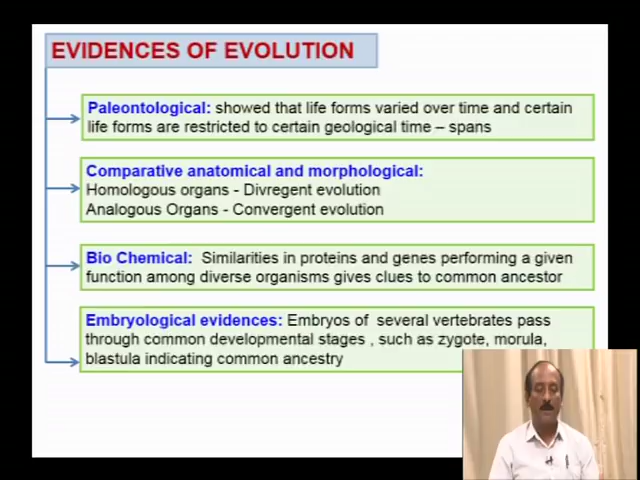 EVIDENCES OF EVOLUTION
Paleontological: showed that life forms varied over time and certain
life forms are restricted to certain geological time – spans
Comparative anatomical and morphological:
Homologous organs - Divregent evolution
Analogous Organs - Convergent evolution
Bio Chemical: Similarities in proteins and genes performing a given
function among diverse organisms gives clues to common ancestor
Embryological evidences: Embryos of several vertebrates pass
through common developmental stages , such as zygote, morula,
blastula indicating common ancestry